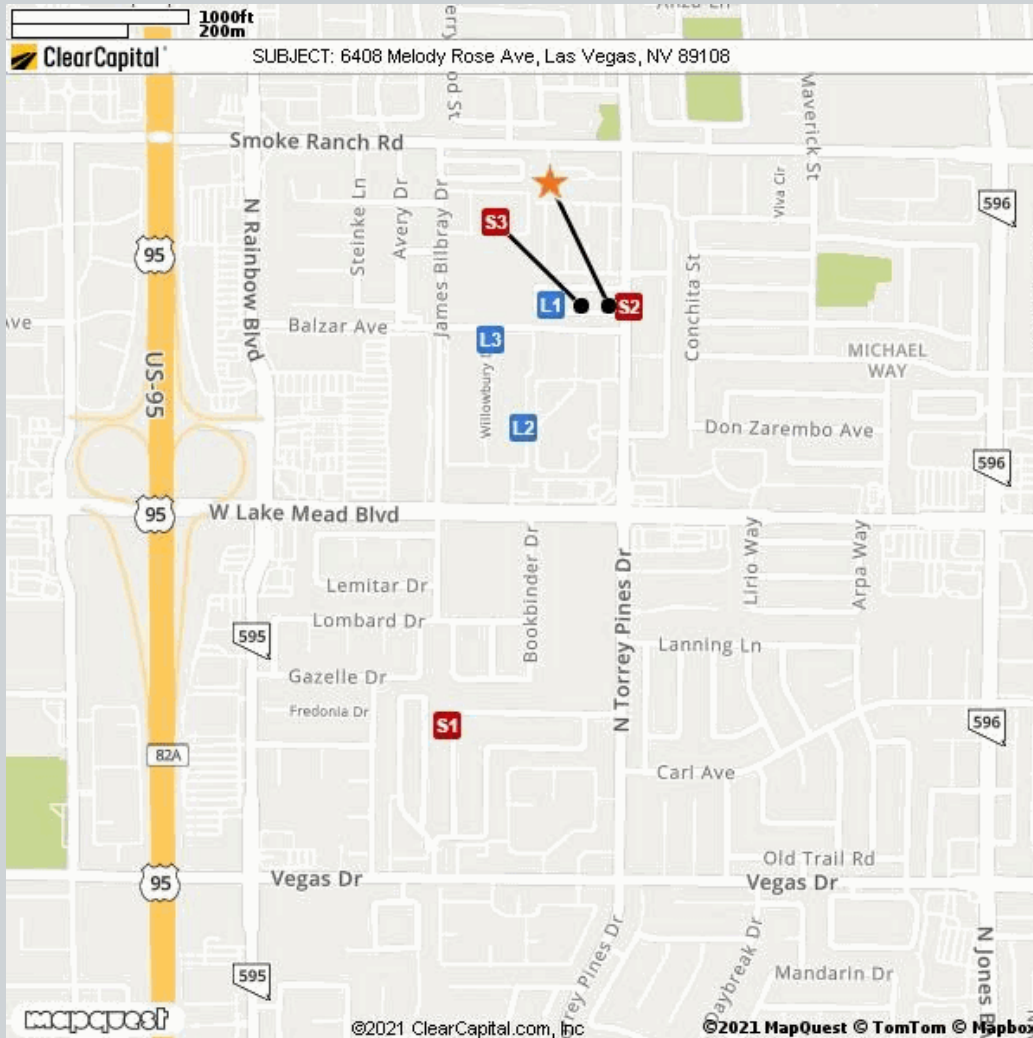 1000ft
200m
ClearCapital
SUBJECT: 6408 Melody Rose Ave, Las Vegas, NV 89108
Maverick St
Smoke Ranch Rd
Viva Cir
596
Steinke Ln
Avery Dr
James Bilbray Dr
S3
N Rainbow Blvd
95
Conchita St
L1
S2
Balzar Ave
L3
MICHAEL
WAY
US-95
Willowbury
L2
Don Zarembo Ave
596
95
W Lake Mead Blvd
Lirio Way
Arpa Way
Bookbinder Dr
N Torrey Pines Dr
Lemitar Dr
Lombard Dr
595
Lanning Ln
Gazelle Dr
Fredonia Dr
S1
596
82A
Carl Ave
Old Trail Rd
95
Vegas Dr
Vegas Dr
rey Pines Dr
Daybreak Dr
N Jones B
595
Mandarin Dr
mapquest
©2021 ClearCapital.com, Inc
©2021 MapQuest © TomTom © Mapbox